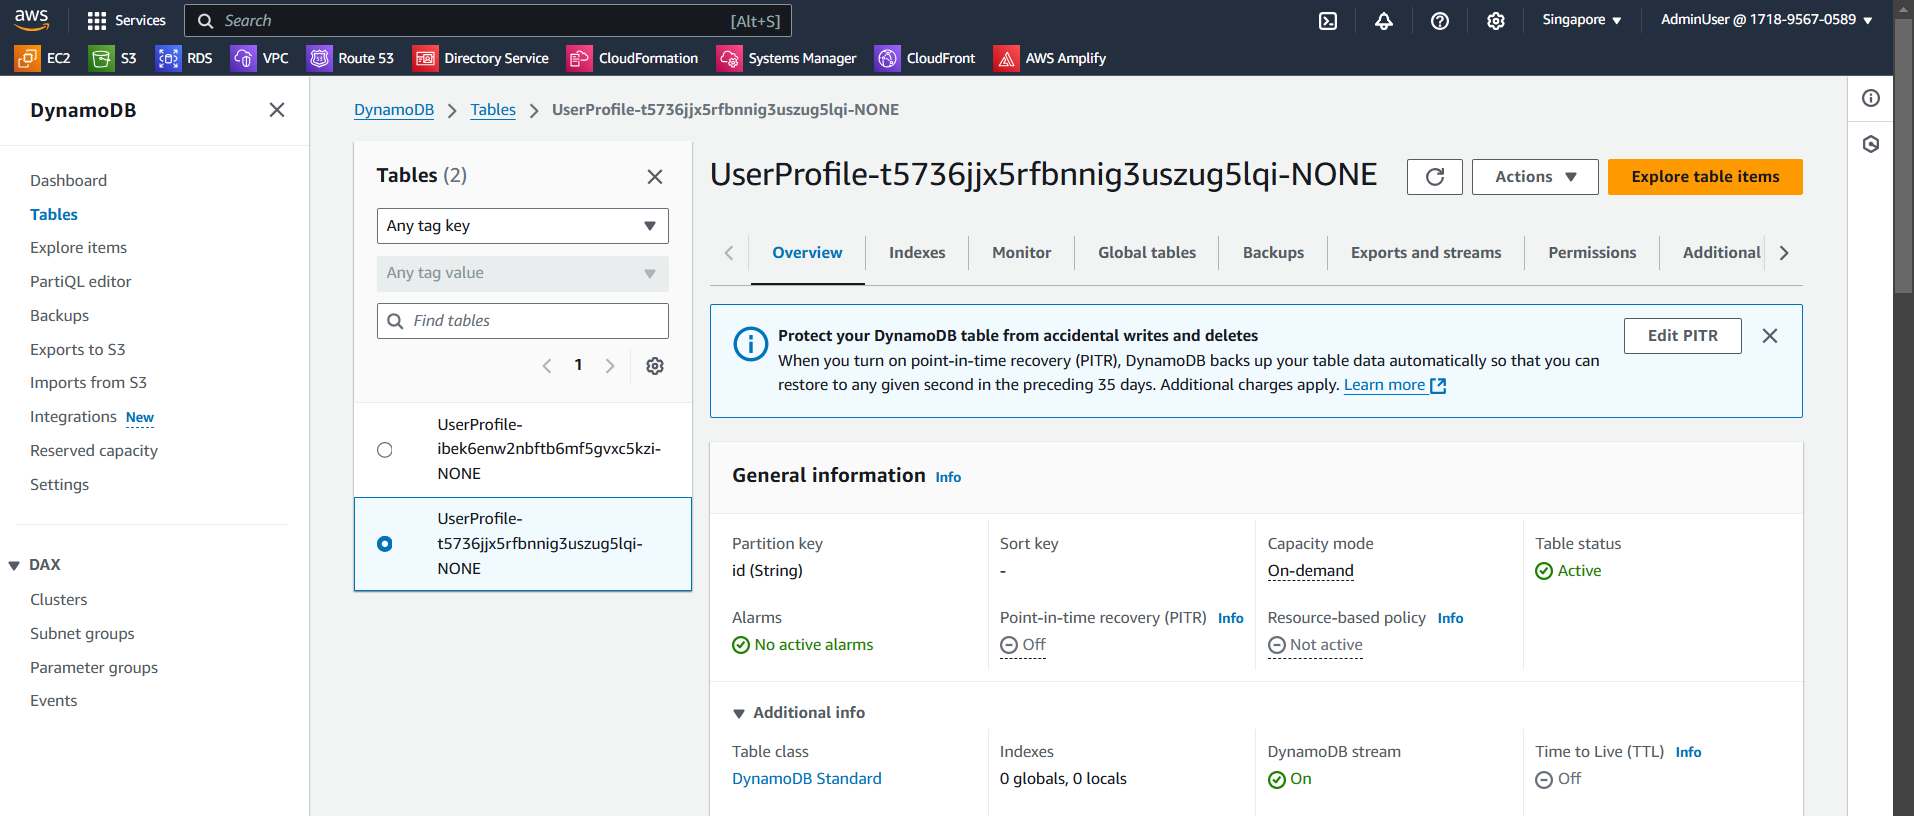 aws
Services
Search
[Alt+S]
Singapore
AdminUser @ 1718-9567-0589
EC2
S3
RDS
VPC
Route 53
Directory Service
CloudFormation
Systems Manager
CloudFront
AWS Amplify
DynamoDB
Dashboard
Tables
Explore items
PartiQL editor
Backups
Exports to S3
Imports from S3
Integrations New
Reserved capacity
Settings
DAX
Clusters
Subnet groups
Parameter groups
Events
DynamoDB
Tables
UserProfile-t5736jjx5rfbnnig3uszug5lqi-NONE
Tables (2)
Any tag key
Any tag value
Find tables
1
UserProfile-
ibek6enw2nbftb6mf5gvxc5kzi-
NONE
UserProfile-
t5736jjx5rfbnnig3uszug5lqi-
NONE
UserProfile-t5736jjx5rfbnnig3uszug5lqi-NONE
Actions
Explore table items
Overview
Indexes
Monitor
Global tables
Backups
Exports and streams
Permissions
Additional
Protect your DynamoDB table from accidental writes and deletes
When you turn on point-in-time recovery (PITR), DynamoDB backs up your table data automatically so that you can
restore to any given second in the preceding 35 days. Additional charges apply. Learn more
Edit PITR
General information Info
Partition key
id (String)
Sort key
-
Capacity mode
On-demand
Table status
Active
Alarms
No active alarms
Point-in-time recovery (PITR) Info
Off
Resource-based policy Info
Not active
Additional info
Table class
DynamoDB Standard
Indexes
0 globals, 0 locals
DynamoDB stream
On
Time to Live (TTL) Info
Off